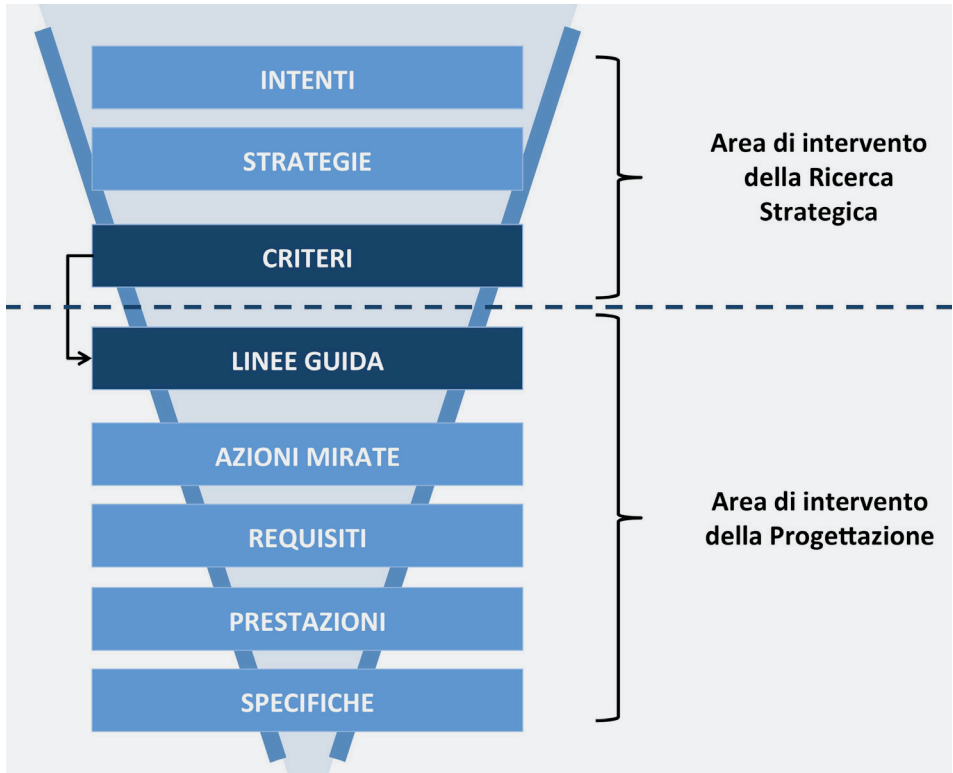 INTENTI
STRATEGIE
CRITERI
Area di intervento
della Ricerca
Strategica
LINEE GUIDA
AZIONI MIRATE
REQUISITI
PRESTAZIONI
SPECIFICHE
Area di intervento
della Progettazione